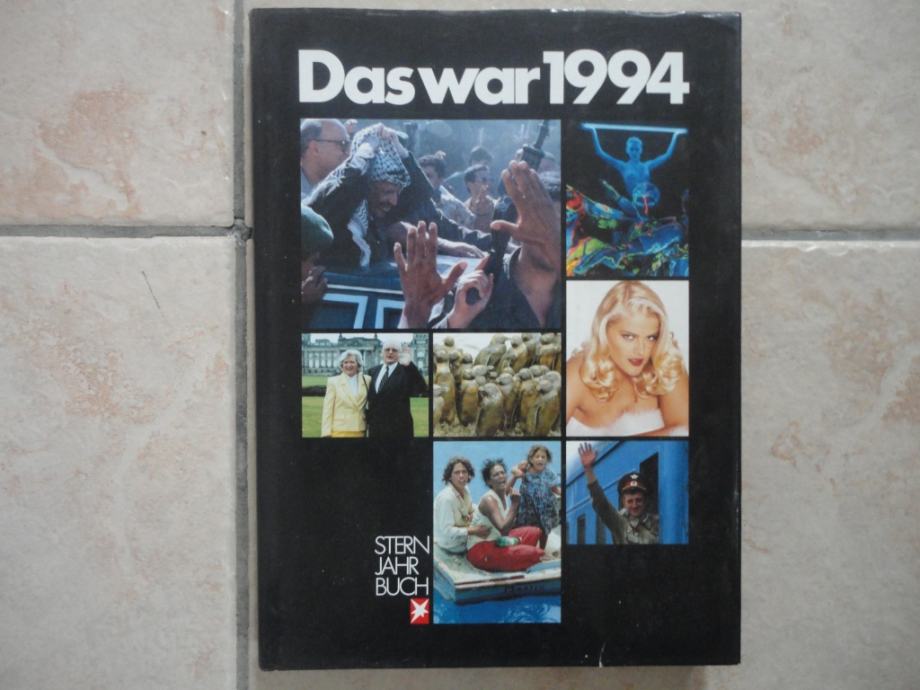 Das war 1994
STERN
JAHR
BUCH